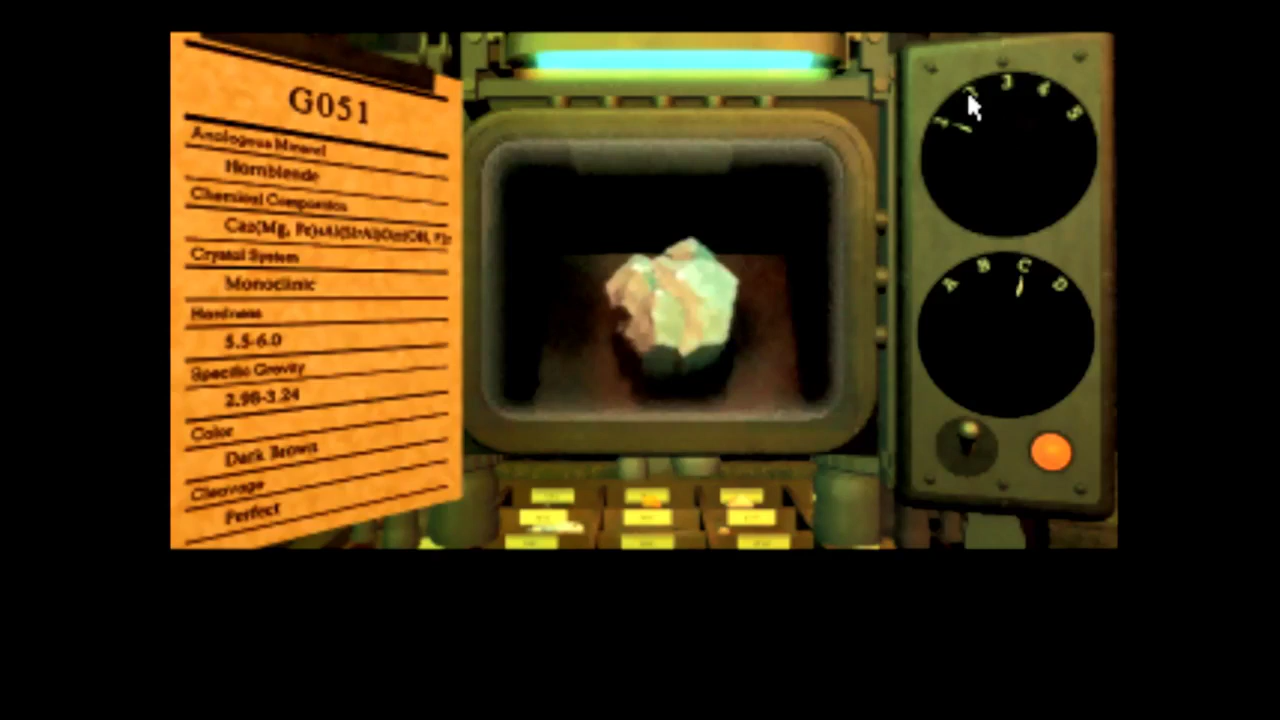 G051
Analogous Mineral
Hornblende
Chemical Composition
Crystal System
Monoclinic
Hardness
5.5-6.0
Specific Gravity
2.98-3.24
Color
Dark Brown
Cleavage
Perfect
1 2 3 4 5
A B C D